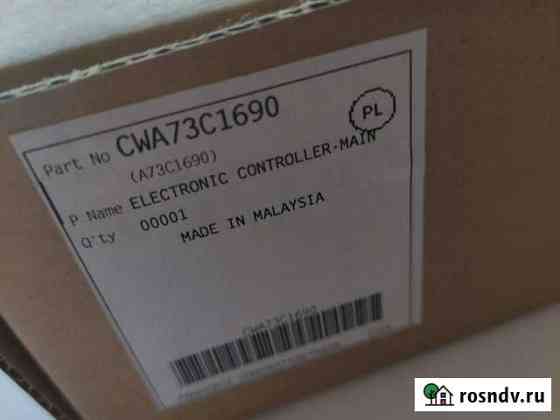 Part No CWA73C1690
(A73C1690)
PL
P Name ELECTRONIC CONTROLLER-MAIN
Q'ty 00001
MADE IN MALAYSIA
CWA73C1690
rosndv.ru